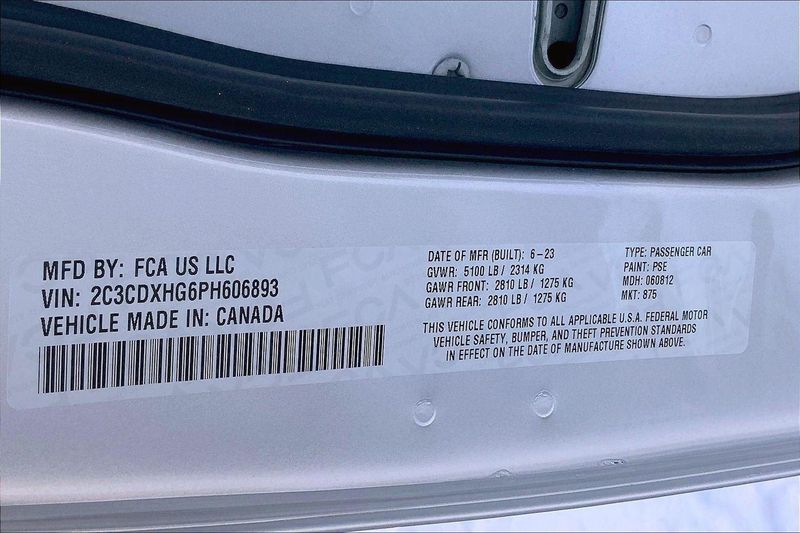 MFD BY: FCA US LLC
VIN: 2C3CDXHG6PH606893
VEHICLE MADE IN: CANADA
DATE OF MFR (BUILT): 6-23
GVWR: 5100 LB / 2314 KG
GAWR FRONT: 2810 LB / 1275 KG
GAWR REAR: 2810 LB / 1275 KG
TYPE: PASSENGER CAR
PAINT: PSE
MDH: 060812
MKT: 875
THIS VEHICLE CONFORMS TO ALL APPLICABLE U.S.A. FEDERAL MOTOR
VEHICLE SAFETY, BUMPER, AND THEFT PREVENTION STANDARDS
IN EFFECT ON THE DATE OF MANUFACTURE SHOWN ABOVE.